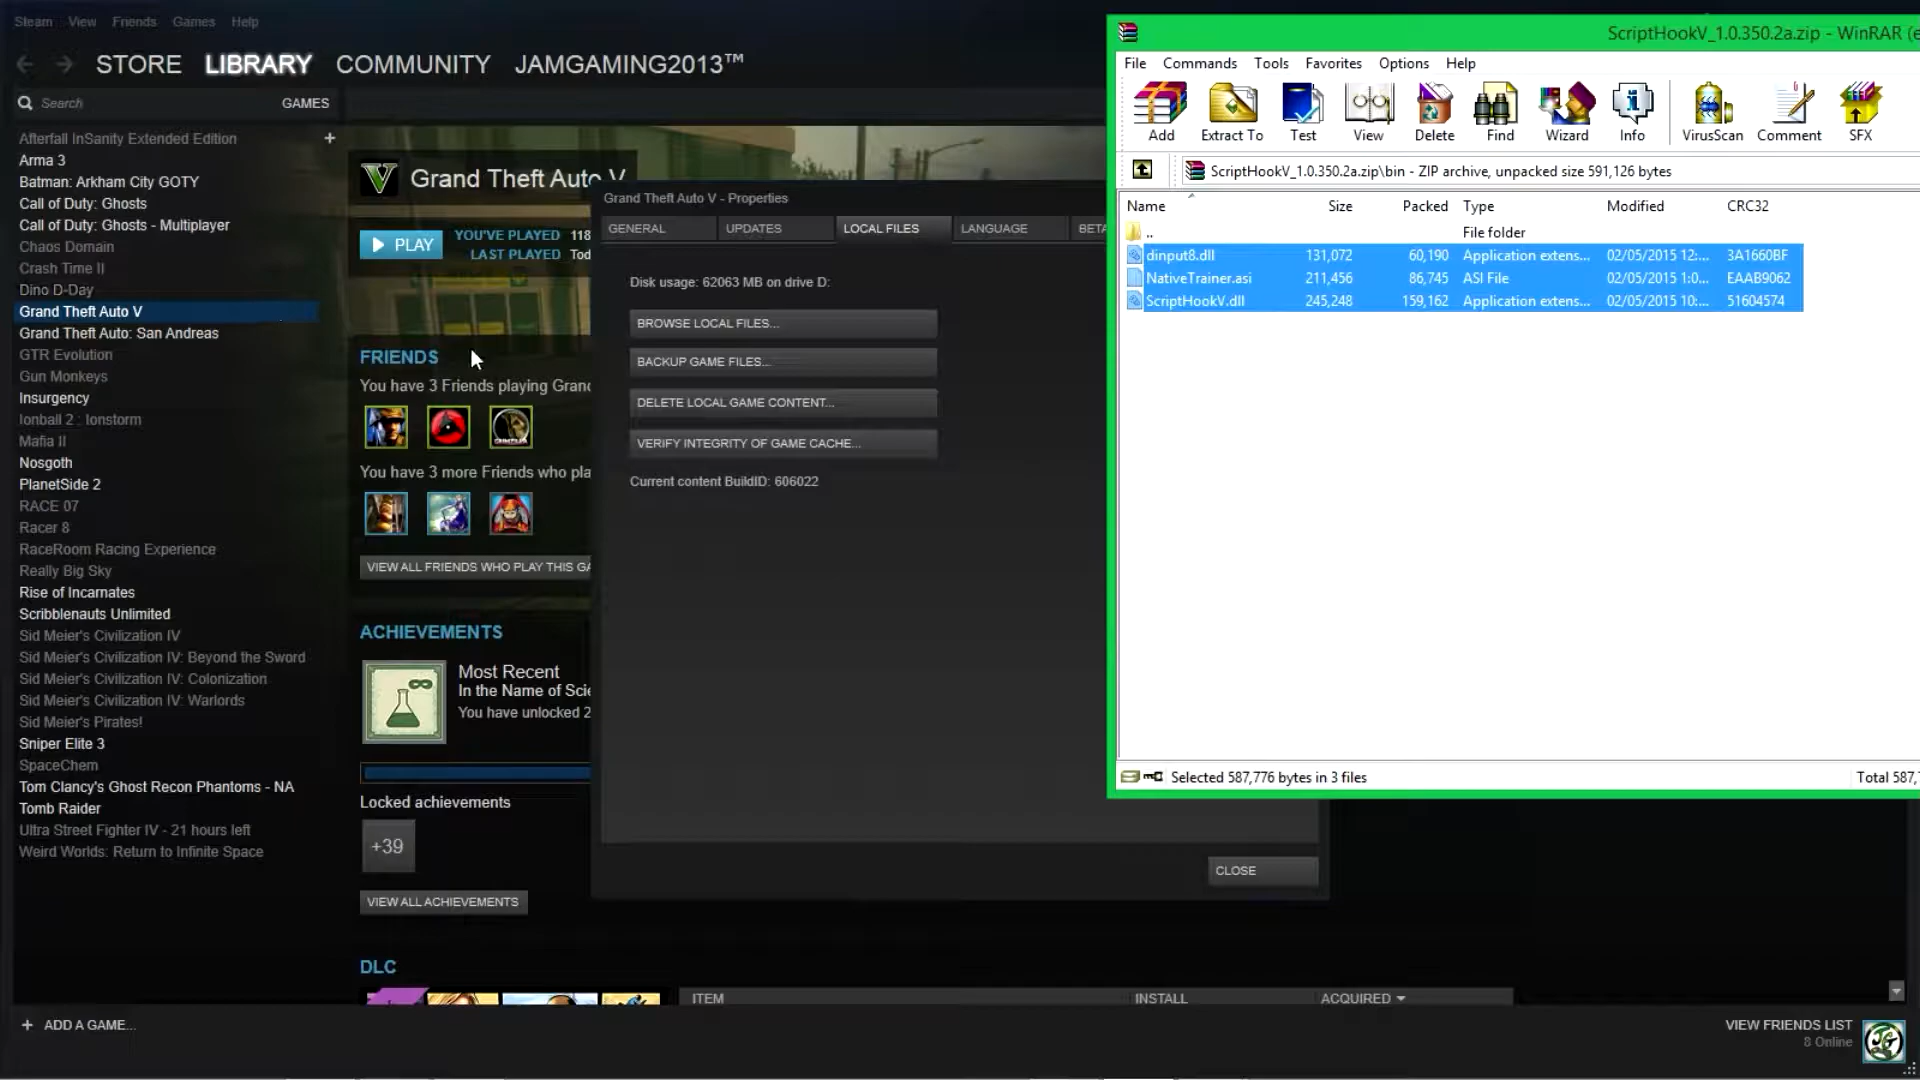 Steam View Friends Games Help
STORE LIBRARY COMMUNITY JAMGAMING2013™
Search GAMES
Afterfall InSanity Extended Edition +
Arma 3
Batman: Arkham City GOTY
Call of Duty: Ghosts
Call of Duty: Ghosts - Multiplayer
Chaos Domain
Crash Time II
Dino D-Day
Grand Theft Auto V
Grand Theft Auto: San Andreas
GTR Evolution
Gun Monkeys
Insurgency
Ionball 2 : Ionstorm
Mafia II
Nosgoth
PlanetSide 2
RACE 07
Racer 8
RaceRoom Racing Experience
Really Big Sky
Rise of Incarnates
Scribblenauts Unlimited
Sid Meier's Civilization IV
Sid Meier's Civilization IV: Beyond the Sword
Sid Meier's Civilization IV: Colonization
Sid Meier's Civilization IV: Warlords
Sid Meier's Pirates!
Sniper Elite 3
SpaceChem
Tom Clancy's Ghost Recon Phantoms - NA
Tomb Raider
Ultra Street Fighter IV - 21 hours left
Weird Worlds: Return to Infinite Space
+ ADD A GAME...
Grand Theft Auto V
PLAY
YOU'VE PLAYED 118
LAST PLAYED Tod
FRIENDS
You have 3 Friends playing Grand
You have 3 more Friends who pla
VIEW ALL FRIENDS WHO PLAY THIS GA
ACHIEVEMENTS
Most Recent
In the Name of Scie
You have unlocked 2
Locked achievements
+39
VIEW ALL ACHIEVEMENTS
DLC
ITEM INSTALL ACQUIRED
Grand Theft Auto V - Properties
GENERAL UPDATES LOCAL FILES LANGUAGE BETA
Disk usage: 62063 MB on drive D:
BROWSE LOCAL FILES...
BACKUP GAME FILES...
DELETE LOCAL GAME CONTENT...
VERIFY INTEGRITY OF GAME CACHE...
Current content BuildID: 606022
CLOSE
ScriptHookV_1.0.350.2a.zip - WinRAR (e
File Commands Tools Favorites Options Help
Add Extract To Test View Delete Find Wizard Info VirusScan Comment SFX
ScriptHookV_1.0.350.2a.zip\bin - ZIP archive, unpacked size 591,126 bytes
Name Size Packed Type Modified CRC32
.. File folder
dinput8.dll 131,072 60,190 Application extens... 02/05/2015 12:... 3A1660BF
NativeTrainer.asi 211,456 86,745 ASI File 02/05/2015 1:0... EAAB9062
ScriptHookV.dll 245,248 159,162 Application extens... 02/05/2015 10:... 51604574
Selected 587,776 bytes in 3 files Total 587,7
VIEW FRIENDS LIST
8 Online